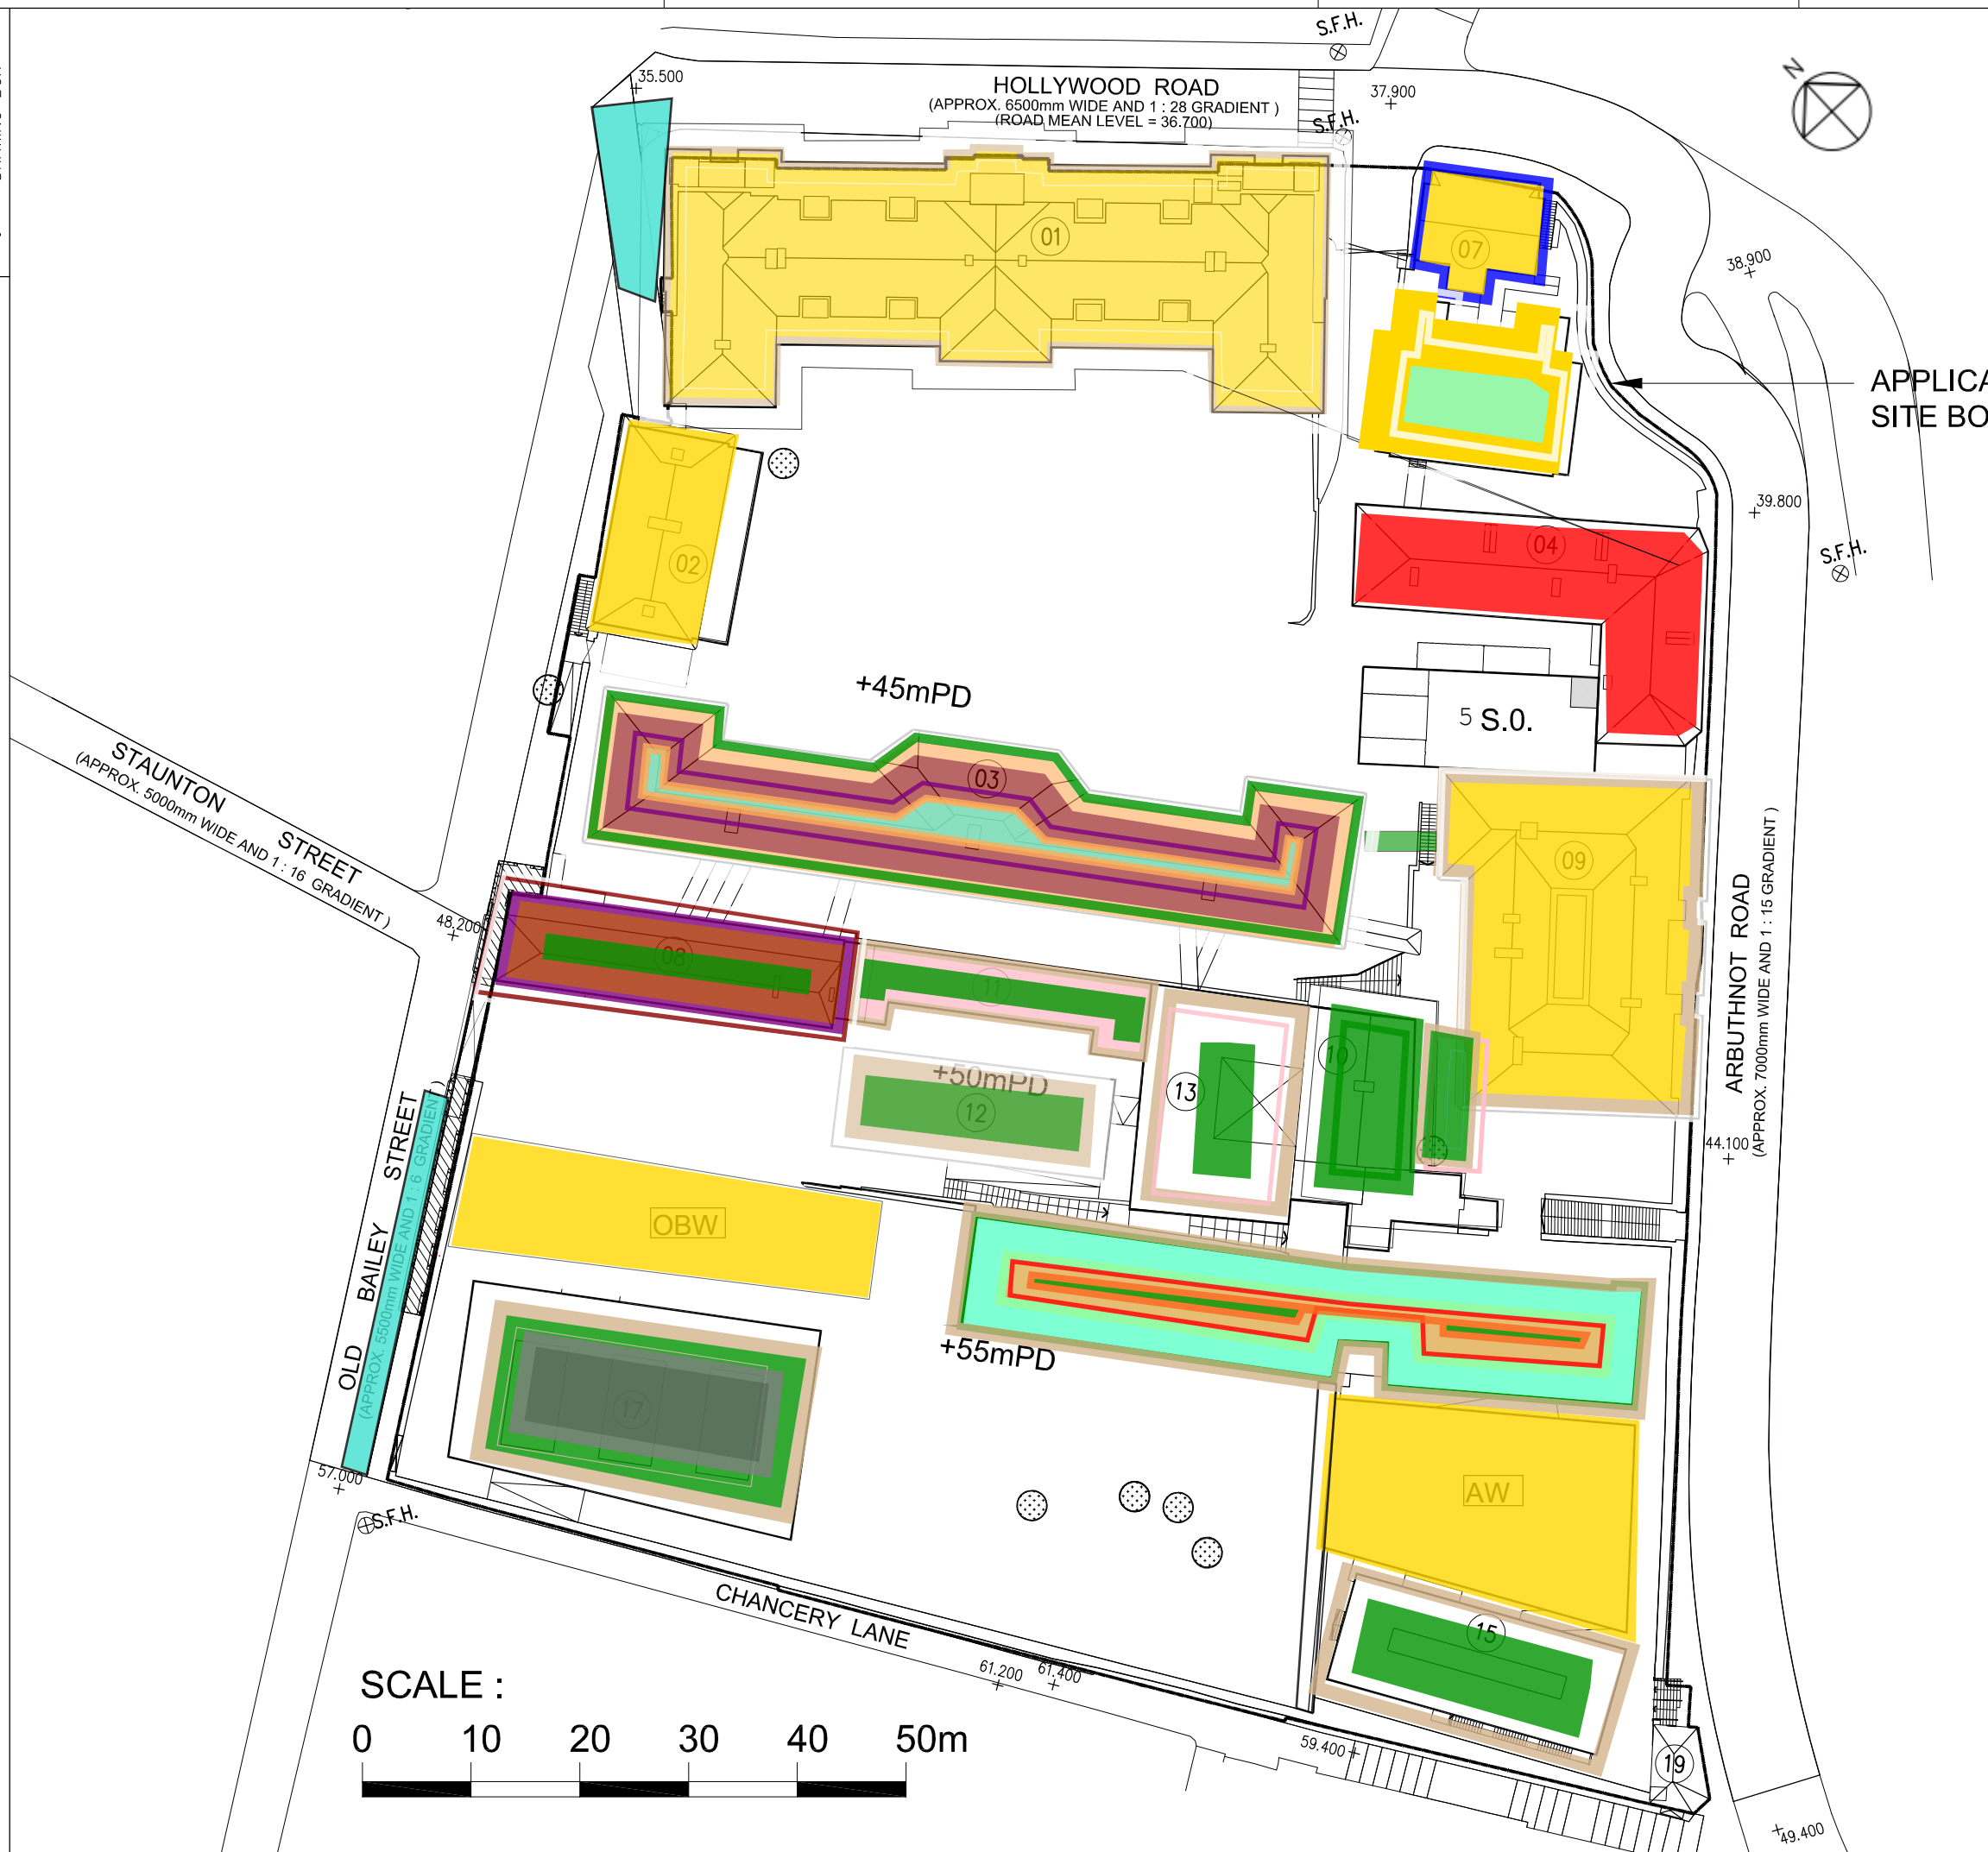 S.F.H.
35.500
HOLLYWOOD ROAD
(APPROX. 6500mm WIDE AND 1 : 28 GRADIENT )
(ROAD MEAN LEVEL = 36.700)
37.900
S.F.H.
N
01
07
38.900
APPLICA
SITE BO
39.800
S.F.H.
04
02
+45mPD
5 S.O.
STAUNTON STREET
(APPROX. 5000mm WIDE AND 1 : 16 GRADIENT )
03
09
ARBUTHNOT ROAD
(APPROX. 7000mm WIDE AND 1 : 15 GRADIENT )
48.200
08
11
10
+50mPD
12
13
44.100
OLD BAILEY STREET
(APPROX. 5500mm WIDE AND 1 : 6 GRADIENT )
OBW
+55mPD
17
AW
57.000
S.F.H.
CHANCERY LANE
15
61.200
61.400
59.400
19
49.400
SCALE :
0 10 20 30 40 50m